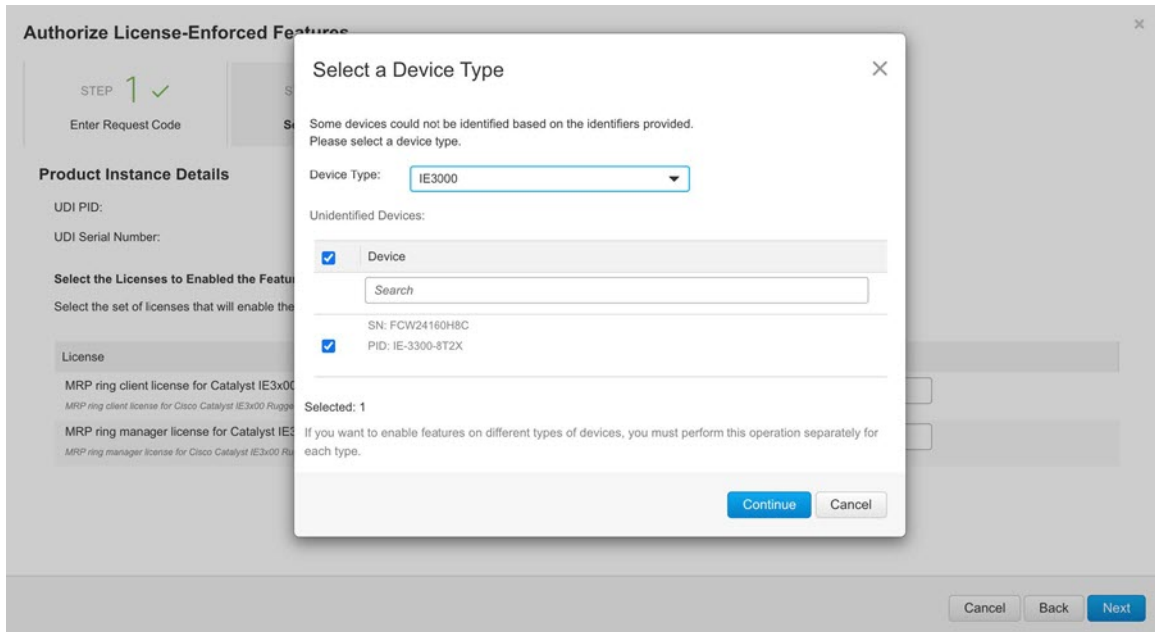 Authorize License-Enforced Features
STEP 1
Enter Request Code
Product Instance Details
UDI PID:
UDI Serial Number:
Select the Licenses to Enabled the Featu
Select the set of licenses that will enable the
License
MRP ring client license for Catalyst IE3x00
MRP ring client license for Cisco Catalyst IE3x00 Rugge
MRP ring manager license for Catalyst IE3
MRP ring manager license for Cisco Catalyst IE3x00 Ru
Select a Device Type
Some devices could not be identified based on the identifiers provided.
Please select a device type.
Device Type: IE3000
Unidentified Devices:
Device
Search
SN: FCW24160H8C
PID: IE-3300-8T2X
Selected: 1
If you want to enable features on different types of devices, you must perform this operation separately for
each type.
Continue Cancel
Cancel Back Next